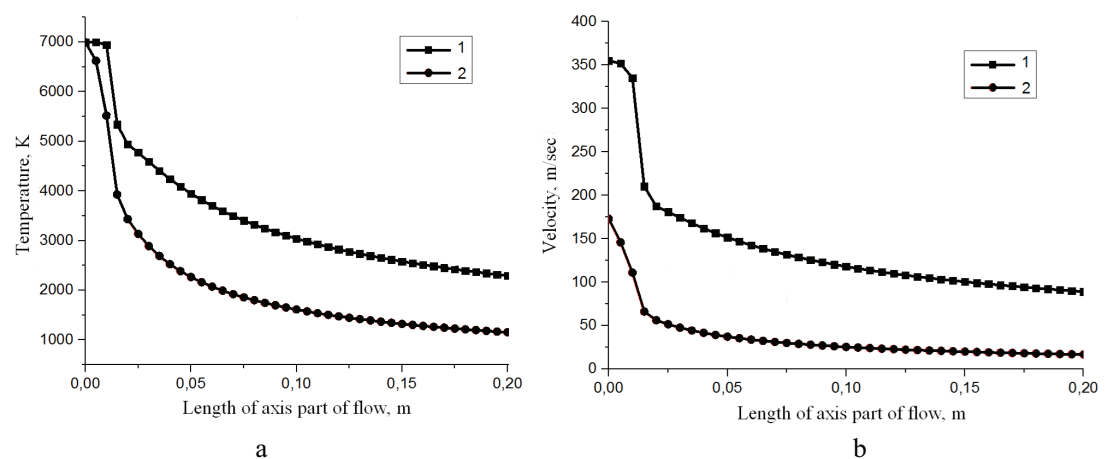 7000
6000
5000
4000
3000
2000
1000
Temperature, K
0,00 0,05 0,10 0,15 0,20
Length of axis part of flow, m
1
2
a
400
350
300
250
200
150
100
50
0
Velocity, m/sec
0,00 0,05 0,10 0,15 0,20
Length of axis part of flow, m
1
2
b